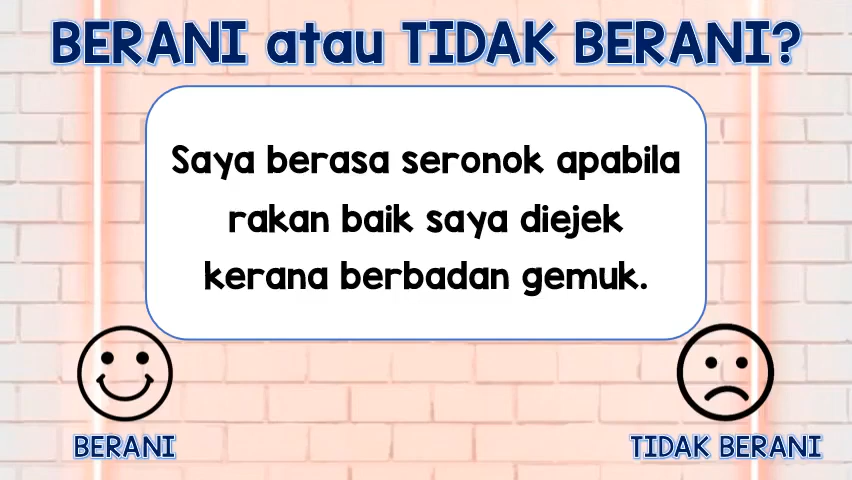 BERANI atau TIDAK BERANI?
Saya berasa seronok apabila
rakan baik saya diejek
kerana berbadan gemuk.
BERANI
TIDAK BERANI